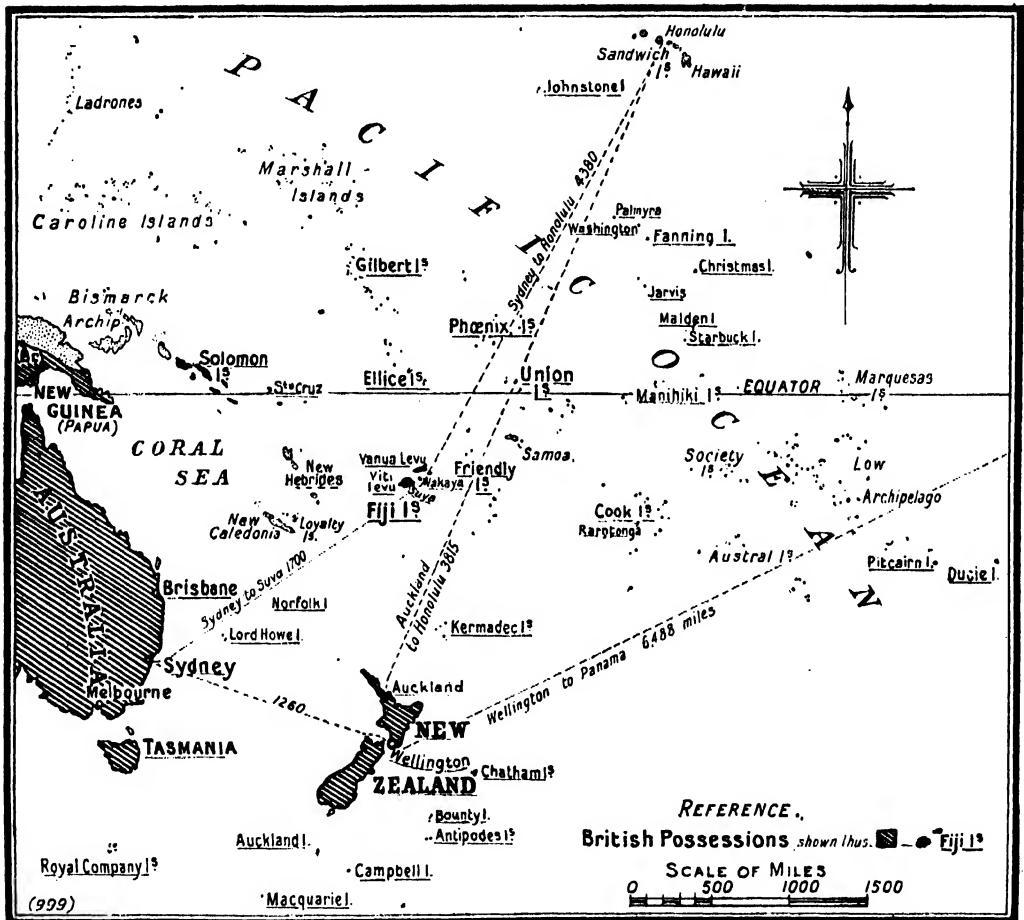 Honolulu
Sandwich
Is
Hawaii
Johnstone I.
PACIFIC OCEAN
Ladrones
Marshall
Islands
Caroline Islands
Sydney to Honolulu 4380
Palmyra
Washington
Fanning I.
Christmas I.
Gilbert Is
Jarvis
Bismarck
Archip.
Malden I
Starbuck I.
Phœnix Is
Solomon
Is
Ste Cruz
Ellice Is,
Union
Is
Manihiki Is
EQUATOR
Marquesas
Is
NEW
GUINEA
(PAPUA)
CORAL
SEA
Vanua Levu
Viti
Levu
Suva
Wakaya
Fiji Is
Friendly
Is
Samoa.
Society
Is
Low
Archipelago
New
Hebrides
New
Caledonia
Loyalty
Is.
Cook Is
Rarotonga
Austral Is
Pitcairn I.
Ducie I.
AUSTRALIA
Brisbane
Sydney to Suva 1700
Norfolk I
Lord Howe I.
Auckland
to Honolulu 3815
Kermadec Is
Sydney
Melbourne
1260
Auckland
Wellington to Panama 6,488 miles
NEW
ZEALAND
Wellington
TASMANIA
Chatham Is
Bounty I.
Antipodes Is
Auckland I.
Campbell I.
Royal Company Is
Macquarie I.
REFERENCE.
British Possessions shown thus. – Fiji Is
SCALE OF MILES
0 500 1000 1500
(999)